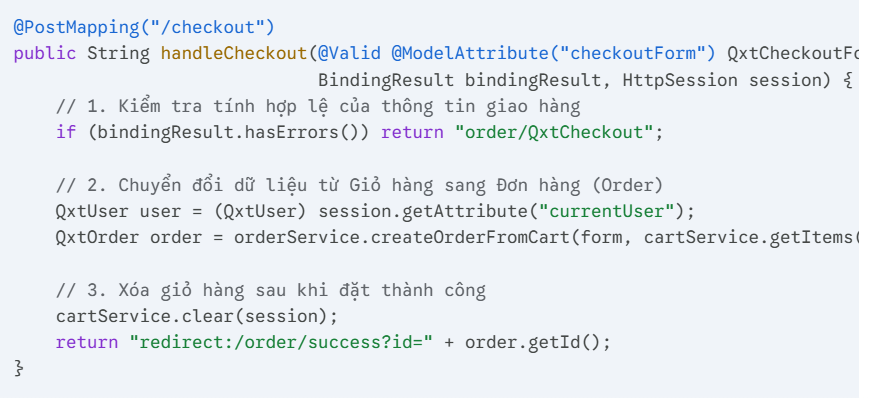 @PostMapping("/checkout")
public String handleCheckout(@Valid @ModelAttribute("checkoutForm") QxtCheckoutFo
BindingResult bindingResult, HttpSession session) {
// 1. Kiểm tra tính hợp lệ của thông tin giao hàng
if (bindingResult.hasErrors()) return "order/QxtCheckout";
// 2. Chuyển đổi dữ liệu từ Giỏ hàng sang Đơn hàng (Order)
QxtUser user = (QxtUser) session.getAttribute("currentUser");
QxtOrder order = orderService.createOrderFromCart(form, cartService.getItems(
// 3. Xóa giỏ hàng sau khi đặt thành công
cartService.clear(session);
return "redirect:/order/success?id=" + order.getId();
}